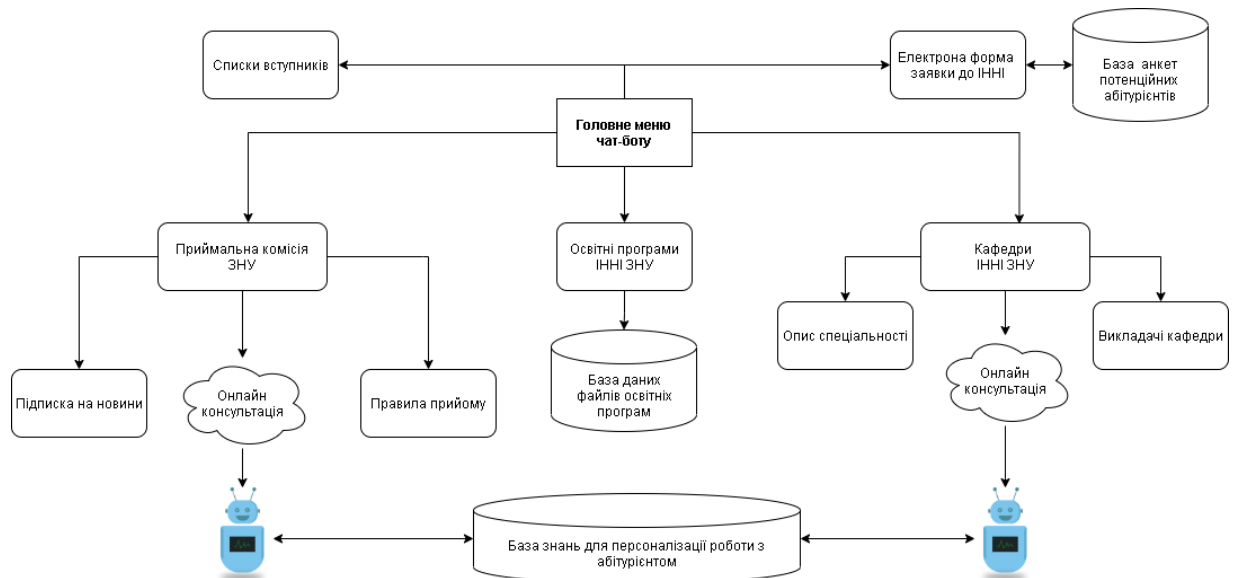 Списки вступників
Електрона форма
заявки до ІННІ
База анкет
потенційних
абітурієнтів
Головне меню
чат-боту
Приймальна комісія
ЗНУ
Освітні програми
ІННІ ЗНУ
Кафедри
ІННІ ЗНУ
Опис спеціальності
Викладачі кафедри
Онлайн
консультація
Підписка на новини
Онлайн
консультація
Правила прийому
База даних
файлів освітніх
програм
База знань для персоналізації роботи з
абітурієнтом